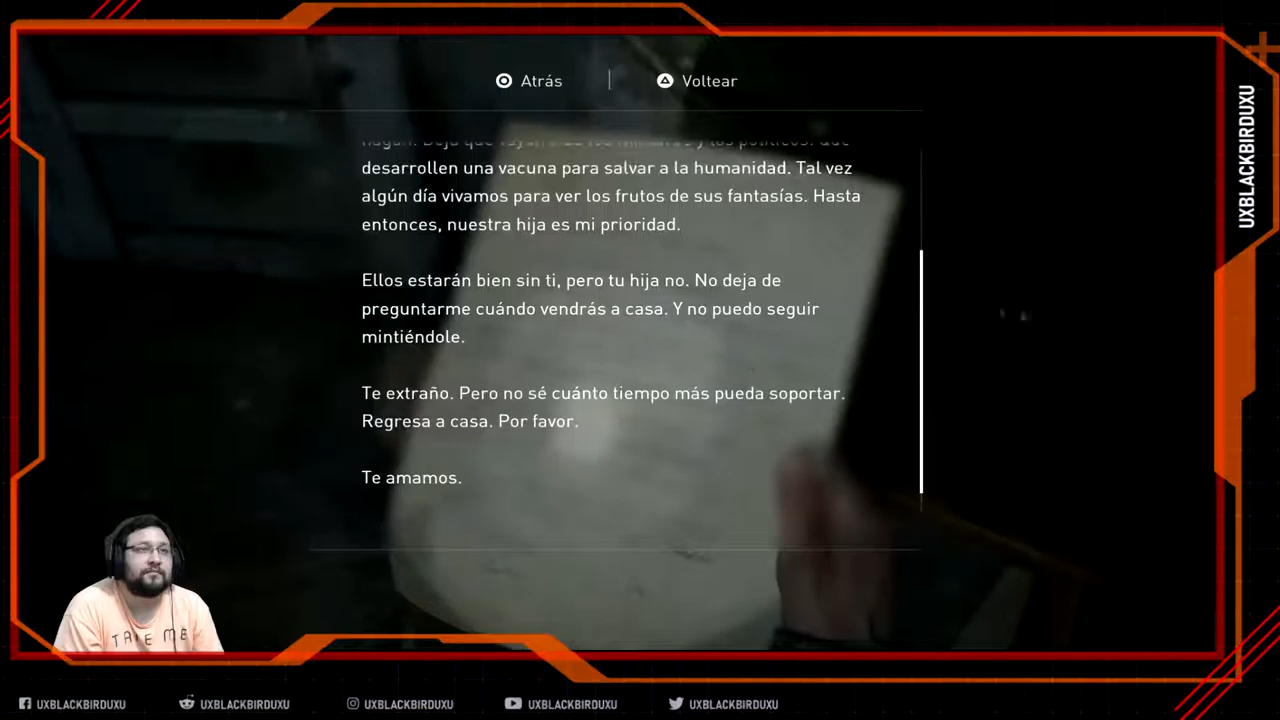 Atrás
Voltear
desarrollen una vacuna para salvar a la humanidad. Tal vez
algún día vivamos para ver los frutos de sus fantasías. Hasta
entonces, nuestra hija es mi prioridad.
Ellos estarán bien sin ti, pero tu hija no. No deja de
preguntarme cuándo vendrás a casa. Y no puedo seguir
mintiéndole.
Te extraño. Pero no sé cuánto tiempo más pueda soportar.
Regresa a casa. Por favor.
Te amamos.
UXBLACKBIRDUXU
TAKE ME
UXBLACKBIRDUXU
UXBLACKBIRDUXU
UXBLACKBIRDUXU
UXBLACKBIRDUXU
UXBLACKBIRDUXU